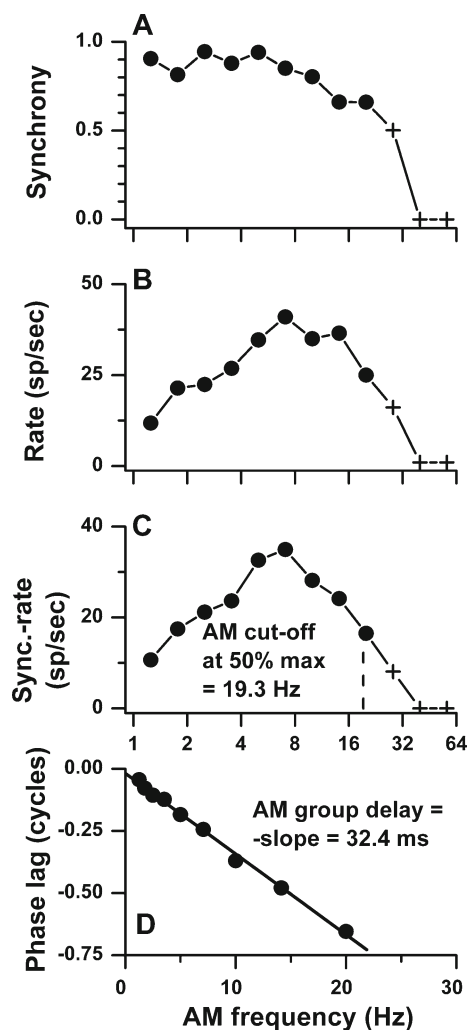 A
1.0
0.5
0.0
Synchrony
B
50
25
0
Rate (sp/sec)
C
40
20
0
Sync.-rate
(sp/sec)
AM cut-off
at 50% max
= 19.3 Hz
1 2 4 8 16 32 64
0.00
-0.25
-0.50
-0.75
Phase lag (cycles)
AM group delay =
-slope = 32.4 ms
D
0 10 20 30
AM frequency (Hz)